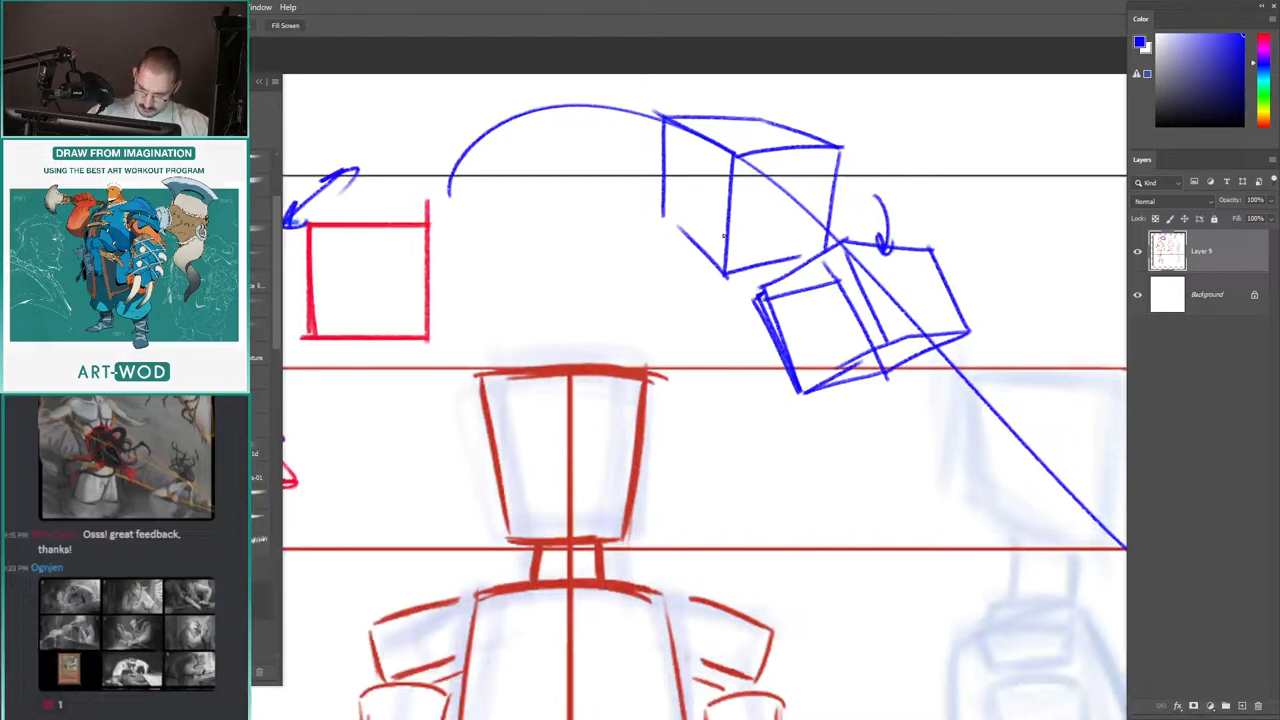 indow Help
Fill Screen
DRAW FROM IMAGINATION
USING THE BEST ART WORKOUT PROGRAM
ART-WOD
Osss! great feedback,
thanks!
Ognjen
1
Color
Layers
Kind
Normal
Opacity: 100%
Lock:
Fill: 100%
Layer 9
Background